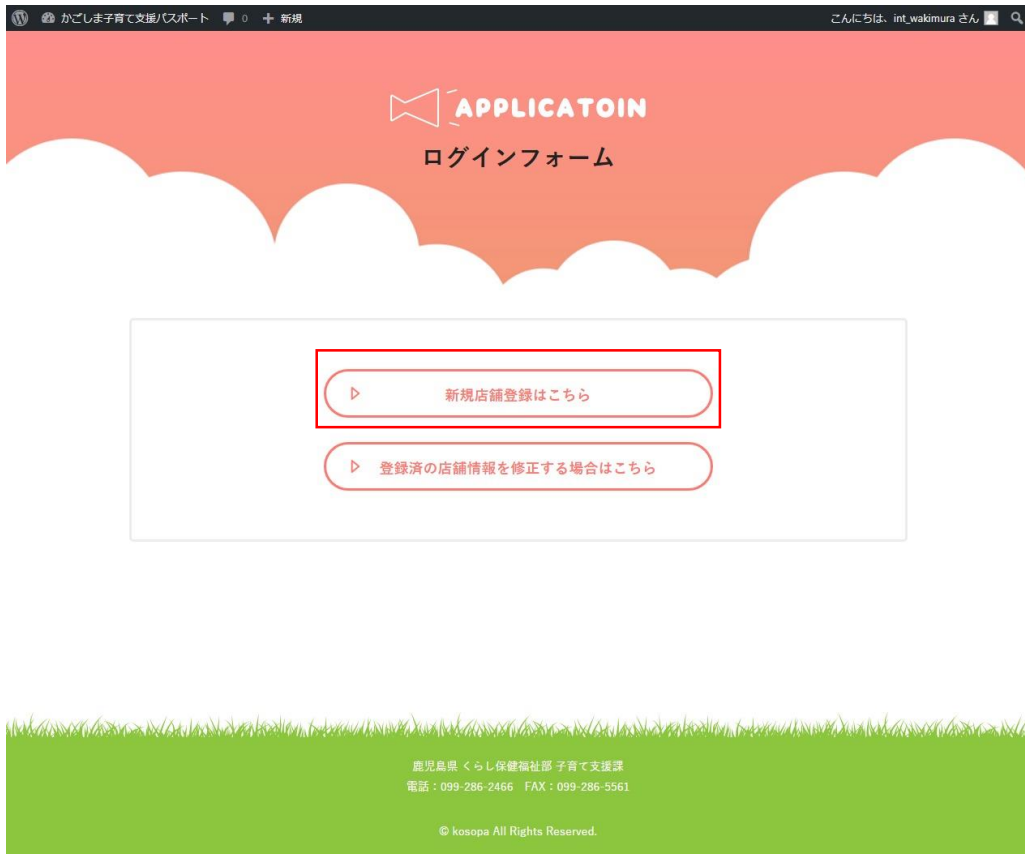 かごしま子育て支援パスポート 0 新規 こんにちは、int_wakimura さん
APPLICATOIN
ログインフォーム
新規店舗登録はこちら
登録済の店舗情報を修正する場合はこちら
鹿児島県 くらし保健福祉部 子育て支援課
電話：099-286-2466 FAX：099-286-5561
© kosopa All Rights Reserved.